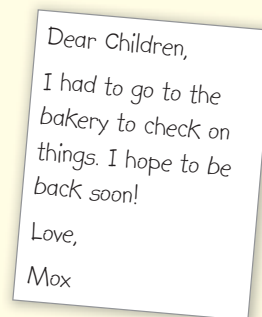 Dear Children,
I had to go to the
bakery to check on
things. I hope to be
back soon!
Love,
Mox